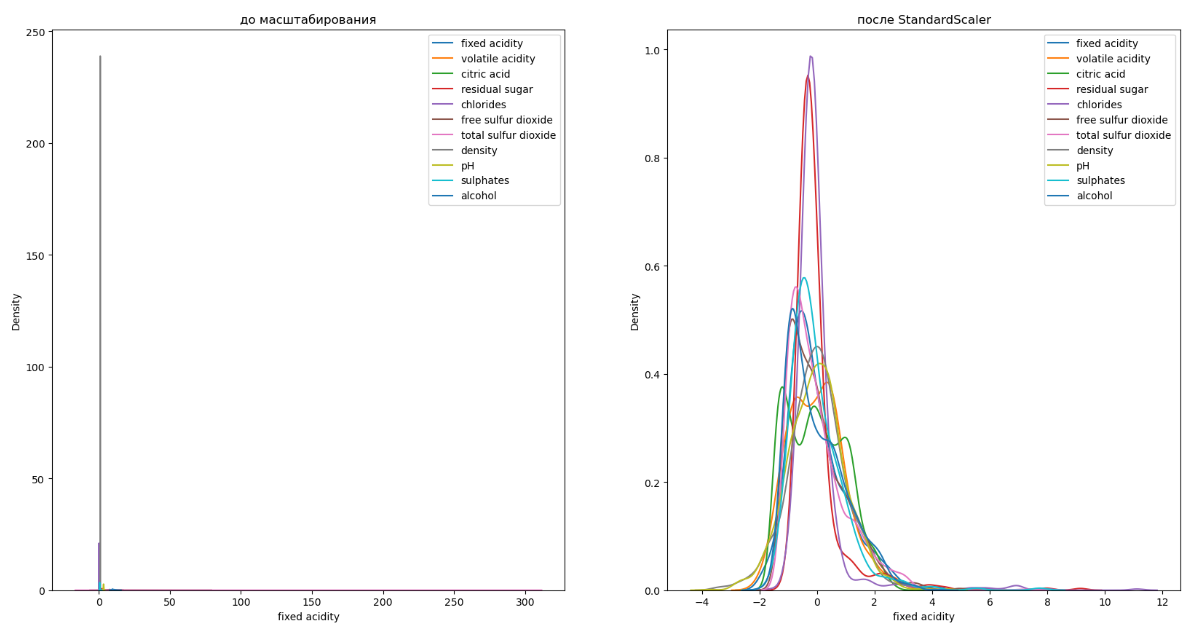 до масштабирования
250
200
150
100
50
0
Density
0
50
100
150
200
250
300
fixed acidity
fixed acidity
volatile acidity
citric acid
residual sugar
chlorides
free sulfur dioxide
total sulfur dioxide
density
pH
sulphates
alcohol
после StandardScaler
1.0
0.8
0.6
0.4
0.2
0.0
Density
−4
−2
0
2
4
6
8
10
12
fixed acidity
fixed acidity
volatile acidity
citric acid
residual sugar
chlorides
free sulfur dioxide
total sulfur dioxide
density
pH
sulphates
alcohol